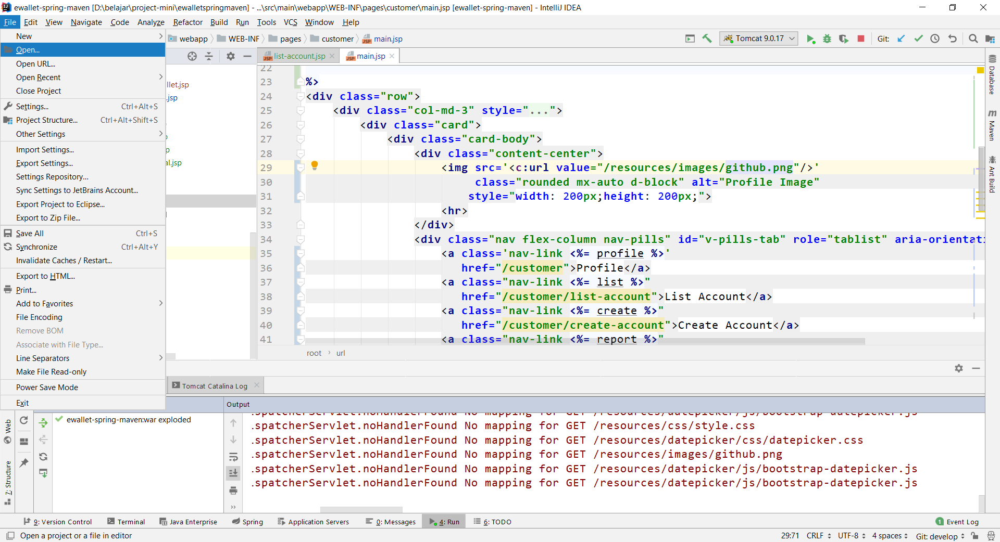 ewallet-spring-maven [D:\belajar\project-mini\ewalletspringmaven] - ...\src\main\webapp\WEB-INF\pages\customer\main.jsp [ewallet-spring-maven] - IntelliJ IDEA
File Edit View Navigate Code Analyze Refactor Build Run Tools VCS Window Help
webapp WEB-INF pages customer main.jsp
Tomcat 9.0.17
Git:
New
Open...
Open URL...
Open Recent
Close Project
Settings... Ctrl+Alt+S
Project Structure... Ctrl+Alt+Shift+S
Other Settings
Import Settings...
Export Settings...
Settings Repository...
Sync Settings to JetBrains Account...
Export Project to Eclipse...
Export to Zip File...
Save All Ctrl+S
Synchronize Ctrl+Alt+Y
Invalidate Caches / Restart...
Export to HTML...
Print...
Add to Favorites
File Encoding
Remove BOM
Associate with File Type...
Line Separators
Make File Read-only
Power Save Mode
Exit
llet.jsp
.jsp
al.jsp
list-account.jsp main.jsp
22
23 %>
24 <div class="row">
25 <div class="col-md-3" style="...">
26 <div class="card">
27 <div class="card-body">
28 <div class="content-center">
29 <img src='<c:url value="/resources/images/github.png"/>'
30 class="rounded mx-auto d-block" alt="Profile Image"
31 style="width: 200px;height: 200px;">
32 <hr>
33 </div>
34 <div class="nav flex-column nav-pills" id="v-pills-tab" role="tablist" aria-orientati
35 <a class='nav-link <%= profile %>'
36 href="/customer">Profile</a>
37 <a class="nav-link <%= list %>"
38 href="/customer/list-account">List Account</a>
39 <a class="nav-link <%= create %>"
40 href="/customer/create-account">Create Account</a>
41 <a class="nav-link <%= report %>"
root › url
Database
Maven
Ant Build
Tomcat Catalina Log
Output
ewallet-spring-maven:war exploded
.spatcherServlet.noHandlerFound No mapping for GET /resources/datepicker/js/bootstrap-datepicker.js
.spatcherServlet.noHandlerFound No mapping for GET /resources/css/style.css
.spatcherServlet.noHandlerFound No mapping for GET /resources/datepicker/css/datepicker.css
.spatcherServlet.noHandlerFound No mapping for GET /resources/images/github.png
.spatcherServlet.noHandlerFound No mapping for GET /resources/datepicker/js/bootstrap-datepicker.js
.spatcherServlet.noHandlerFound No mapping for GET /resources/datepicker/js/bootstrap-datepicker.js
Web
7: Structure
9: Version Control Terminal Java Enterprise Spring Application Servers 0: Messages 4: Run 6: TODO 1 Event Log
Open a project or a file in editor 29:71 CRLF UTF-8 4 spaces Git: develop